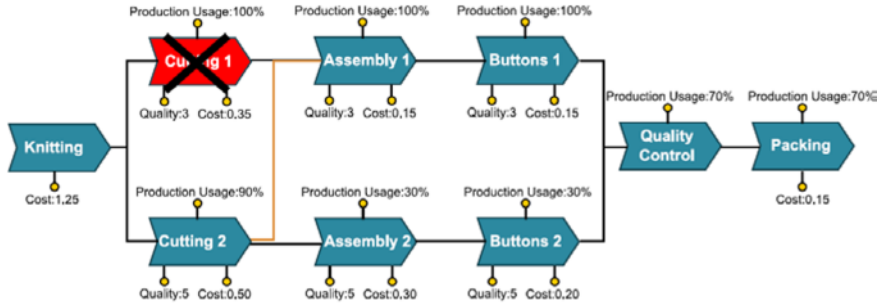 Production Usage:100%
Production Usage:100%
Production Usage:100%
Cutting 1
Assembly 1
Buttons 1
Quality:3
Cost:0.35
Quality:3
Cost:0.15
Quality:3
Cost:0.15
Production Usage:70%
Production Usage:70%
Knitting
Quality
Control
Packing
Cost:1.25
Cost:0.15
Production Usage:90%
Production Usage:30%
Production Usage:30%
Cutting 2
Assembly 2
Buttons 2
Quality:5
Cost:0.50
Quality:5
Cost:0.30
Quality:5
Cost:0.20